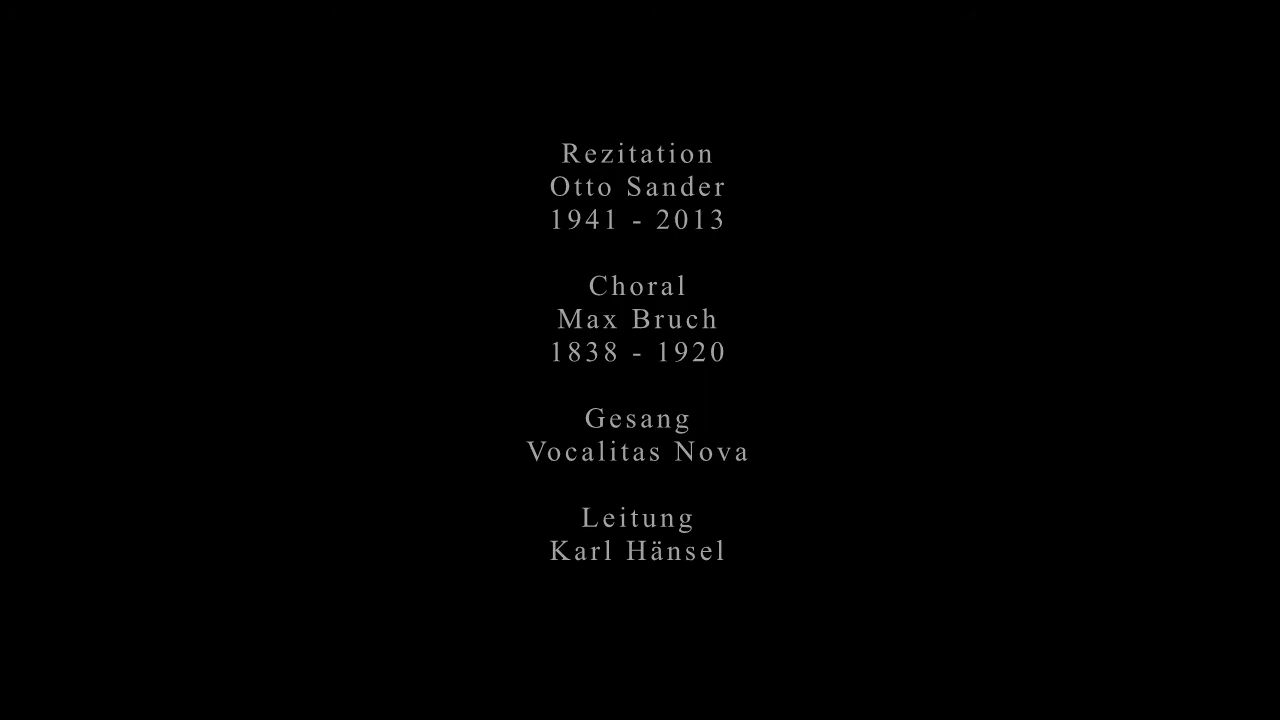 Rezitation
Otto Sander
1941 - 2013
Choral
Max Bruch
1838 - 1920
Gesang
Vocalitas Nova
Leitung
Karl Hänsel